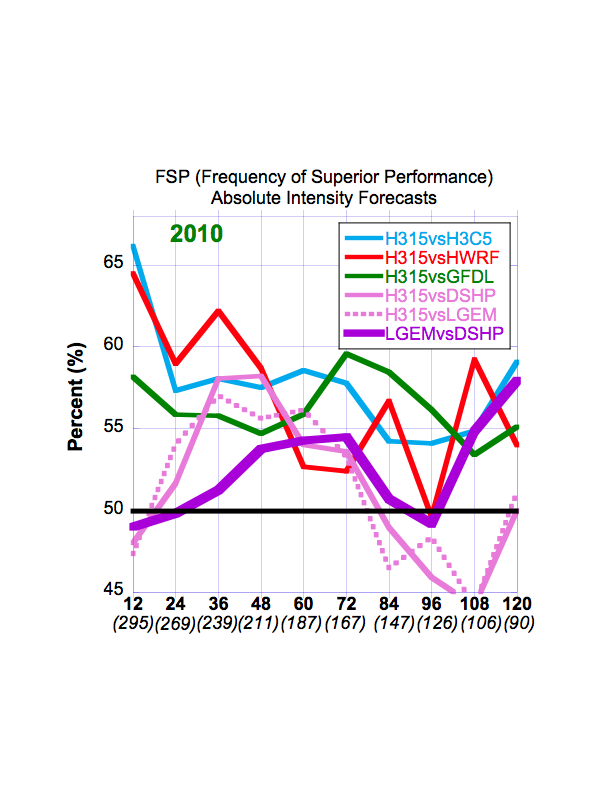 FSP (Frequency of Superior Performance)
Absolute Intensity Forecasts
2010
H315vsH3C5
H315vsHWRF
H315vsGFDL
H315vsDSHP
H315vsLGEM
LGEMvsDSHP
Percent (%)
65
60
55
50
45
12 24 36 48 60 72 84 96 108 120
(295) (269) (239) (211) (187) (167) (147) (126) (106) (90)